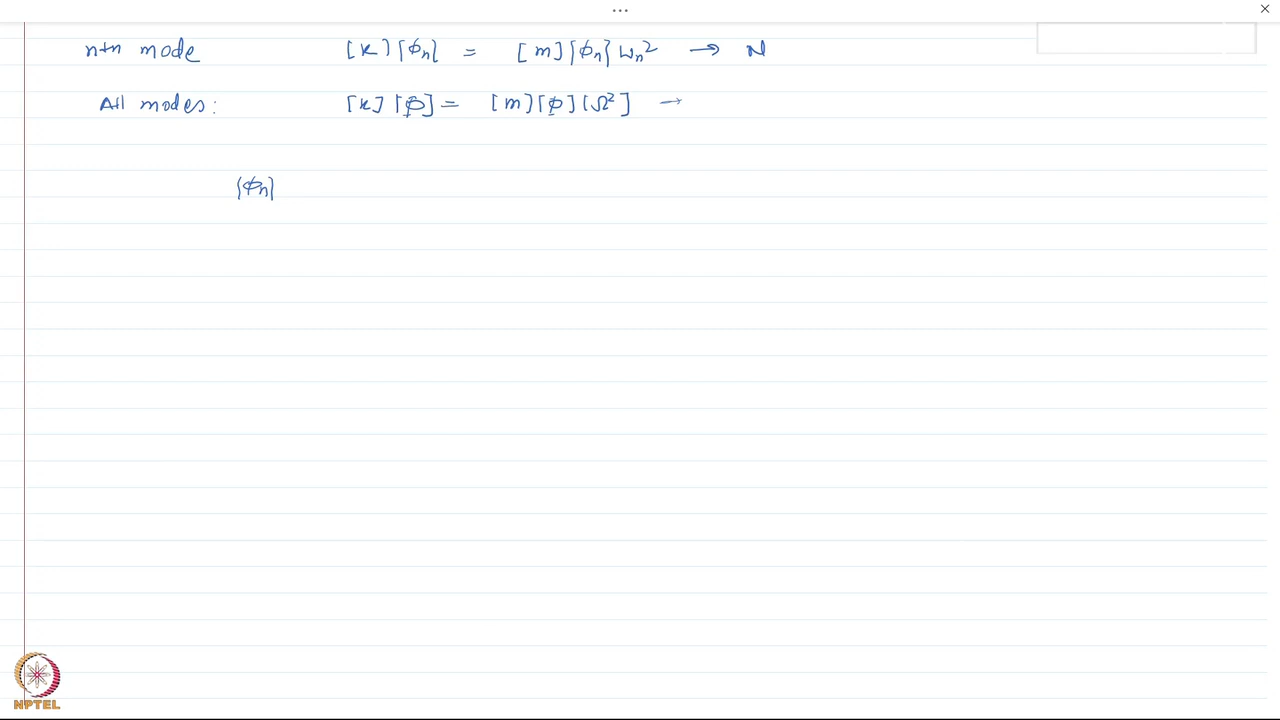 nth mode [k]{ϕn} = [m]{ϕn}ωn² → N
All modes: [k][Φ] = [m][Φ][Ω²] →
{ϕn}
NPTEL